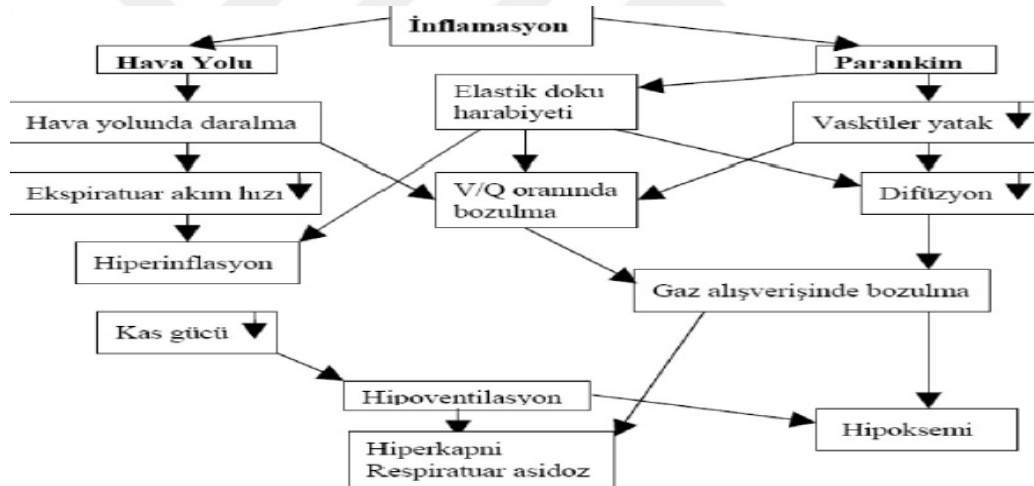 İnflamasyon
Hava Yolu
Parankim
Elastik doku
harabiyeti
Hava yolunda daralma
Vasküler yatak
Ekspiratuar akım hızı
V/Q oranında
bozulma
Difüzyon
Hiperinflasyon
Gaz alışverişinde bozulma
Kas gücü
Hipoventilasyon
Hipoksemi
Hiperkapni
Respiratuar asidoz